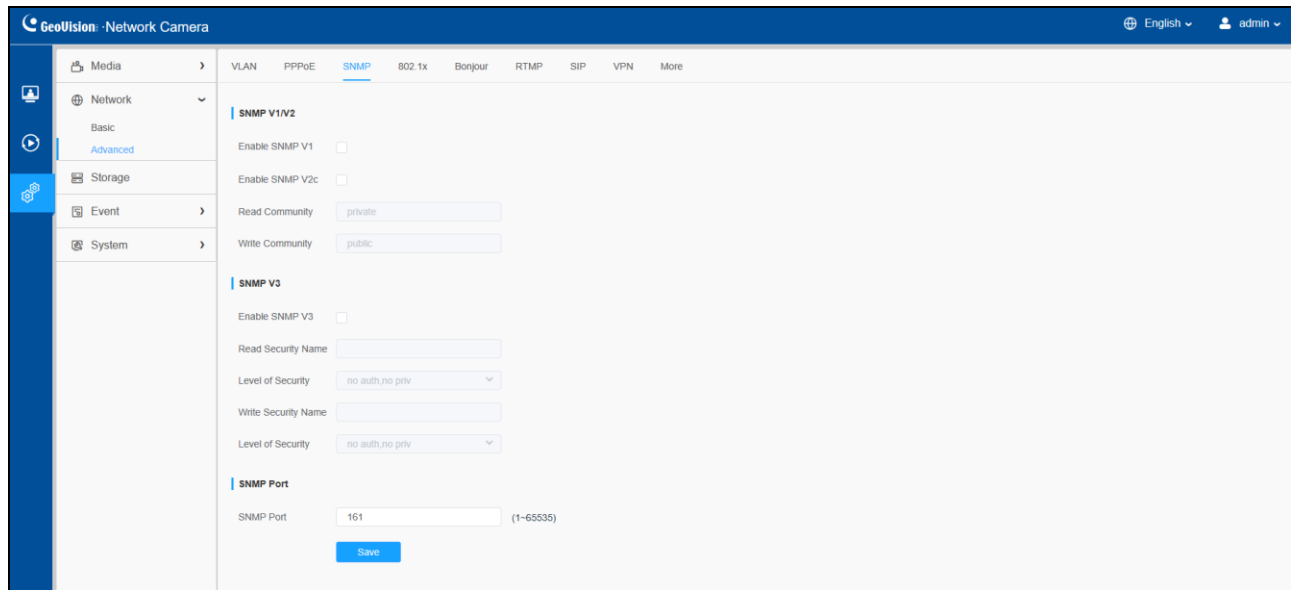 GeoVision Network Camera
English
admin
Media
Network
Basic
Advanced
Storage
Event
System
VLAN PPPoE SNMP 802.1x Bonjour RTMP SIP VPN More
SNMP V1/V2
Enable SNMP V1
Enable SNMP V2c
Read Community private
Write Community public
SNMP V3
Enable SNMP V3
Read Security Name
Level of Security no auth,no priv
Write Security Name
Level of Security no auth,no priv
SNMP Port
SNMP Port 161 (1~65535)
Save